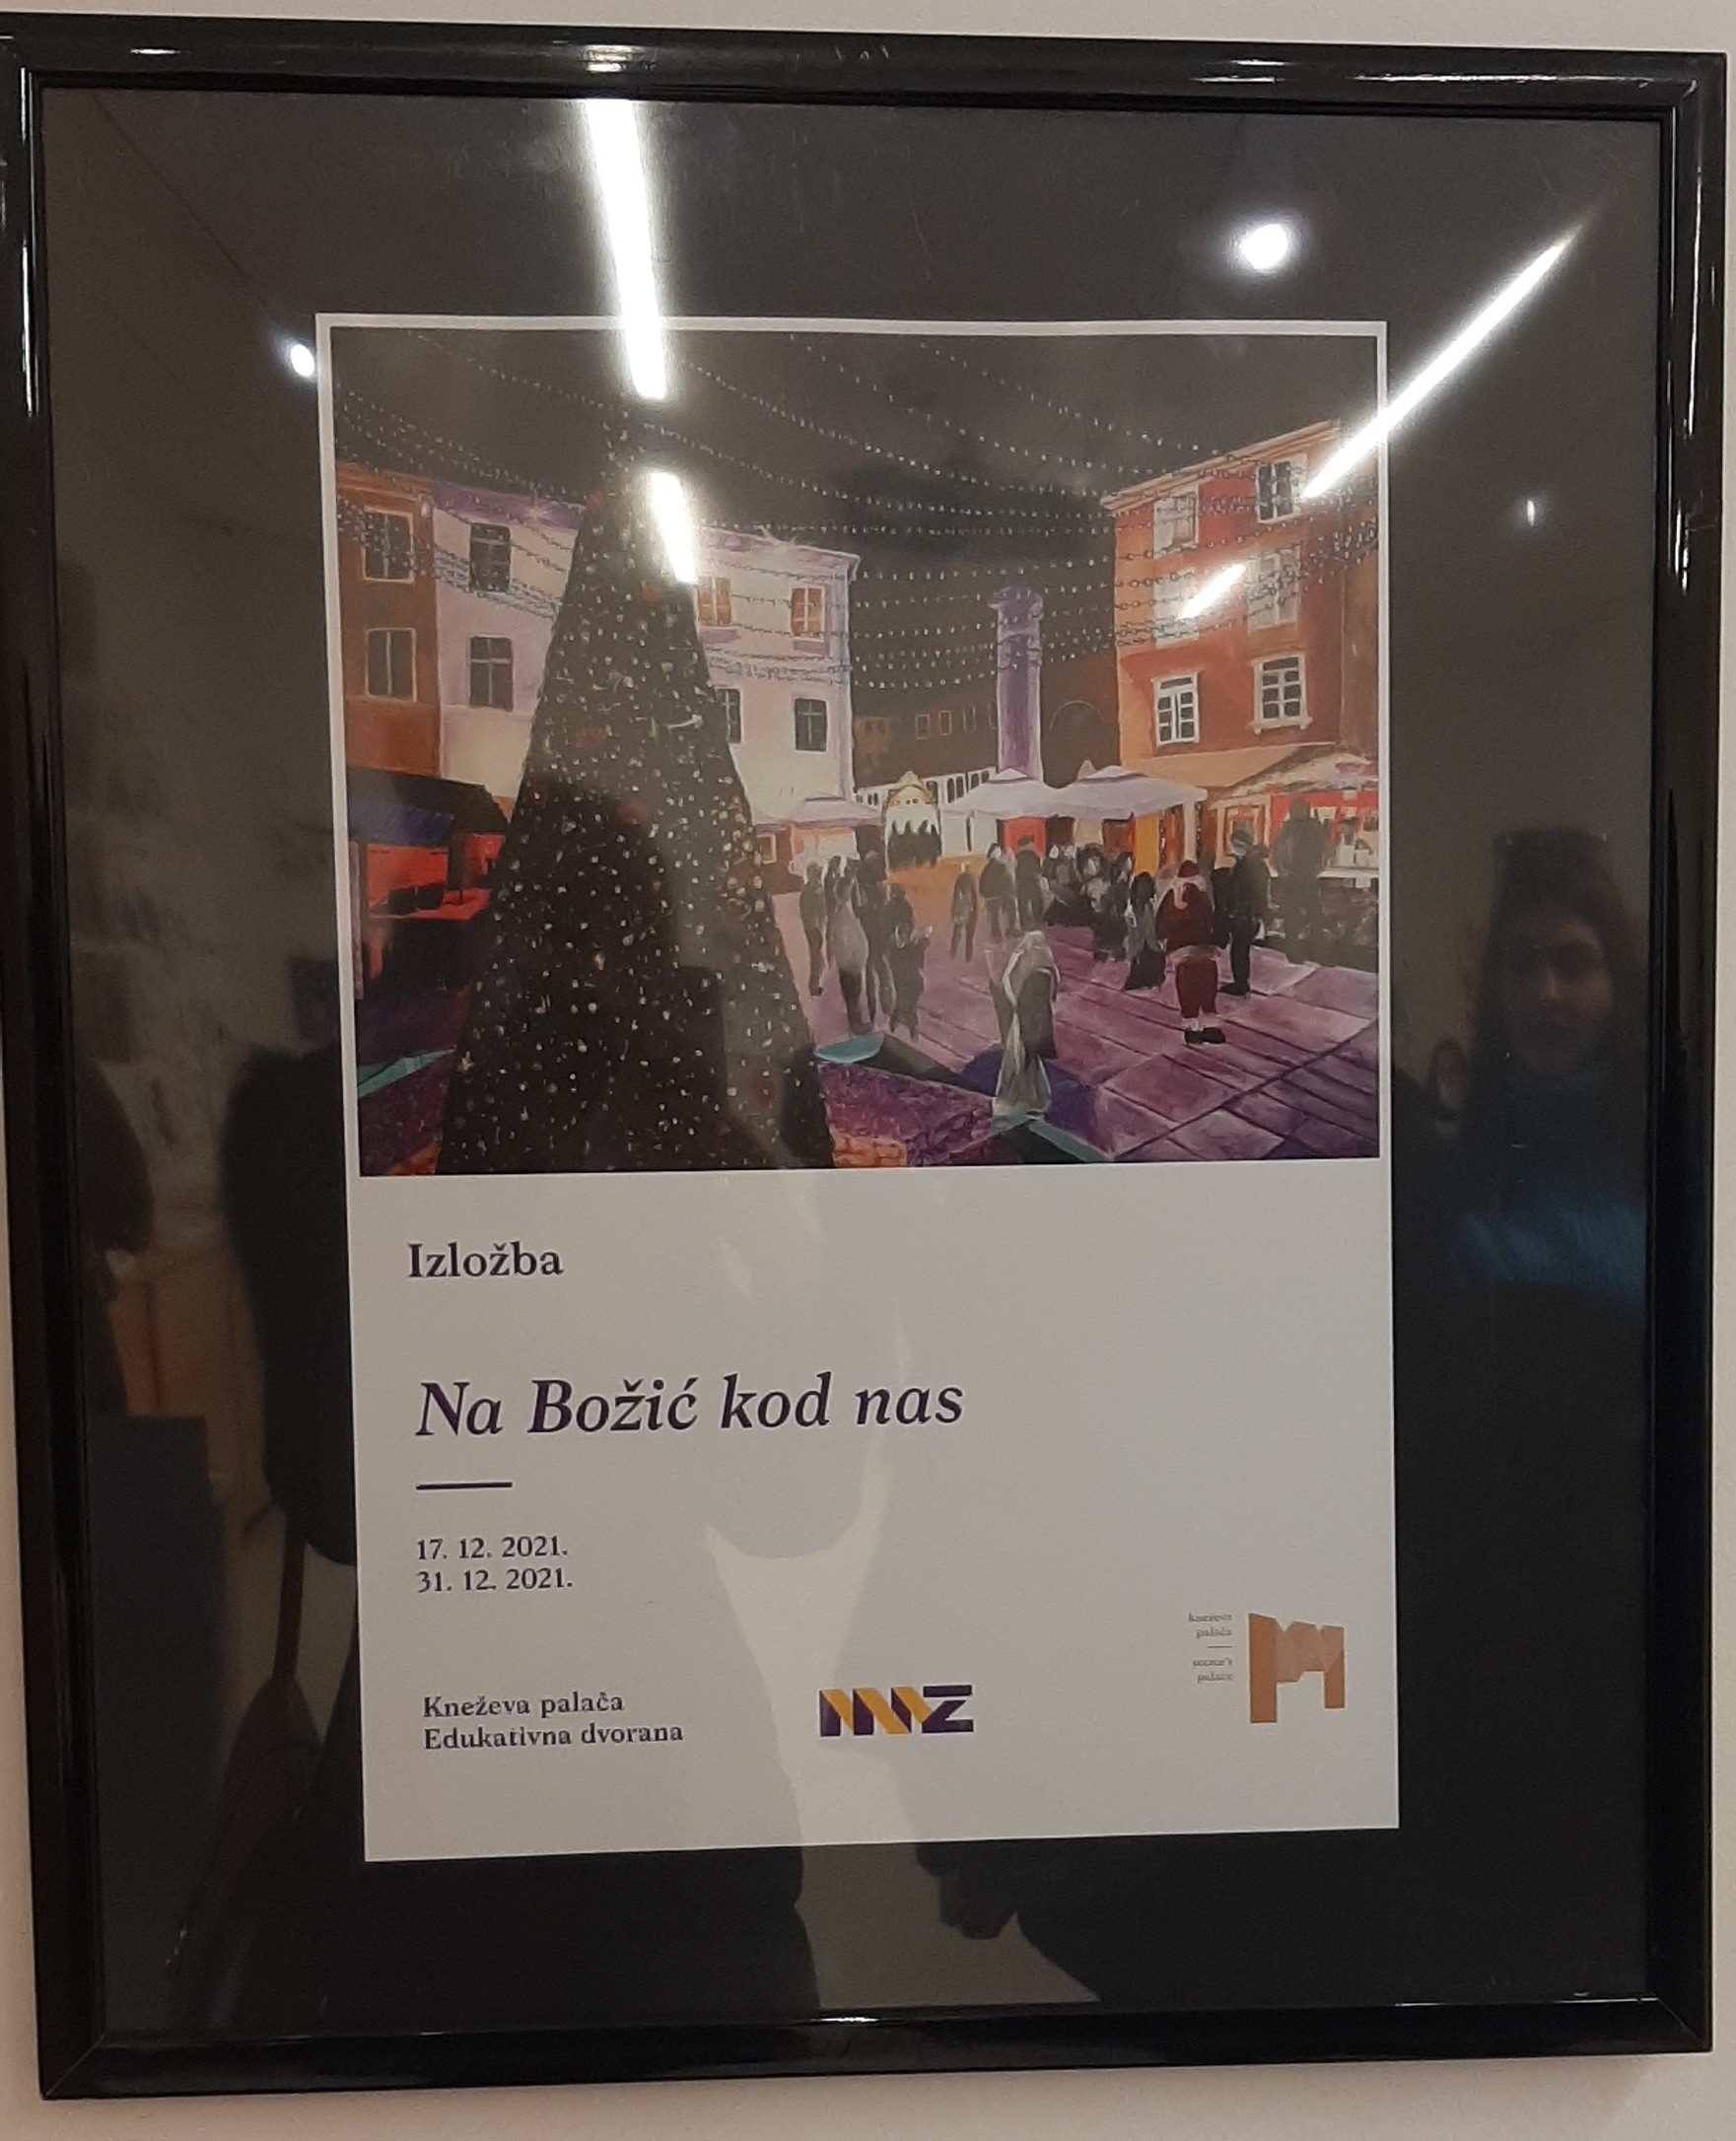 Izložba
Na Božić kod nas
17. 12. 2021.
31. 12. 2021.
Kneževa palača
Edukativna dvorana
MMZ
kneževa
palača
rector's
palace